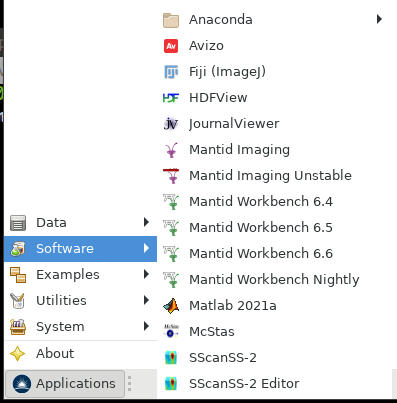 Anaconda
Avizo
Fiji (ImageJ)
HDFView
JournalViewer
Mantid Imaging
Mantid Imaging Unstable
Mantid Workbench 6.4
Mantid Workbench 6.5
Mantid Workbench 6.6
Mantid Workbench Nightly
Matlab 2021a
McStas
SScanSS-2
SScanSS-2 Editor
Data
Software
Examples
Utilities
System
About
Applications